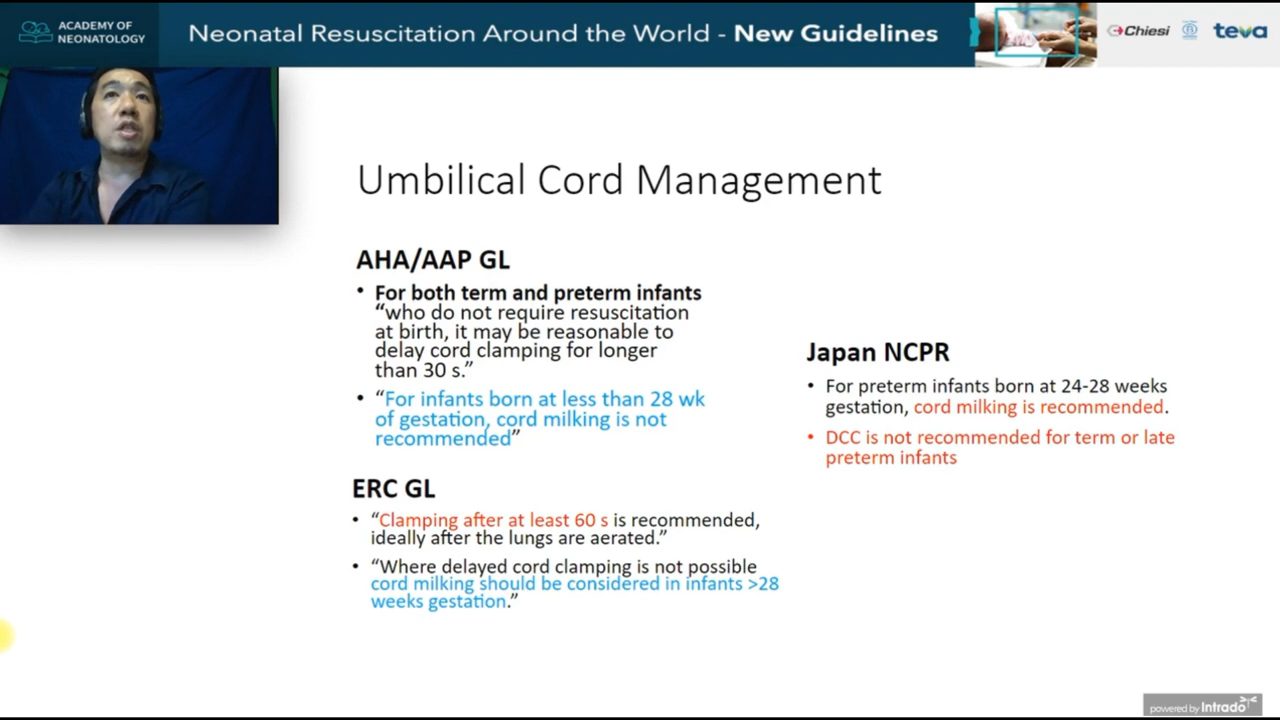 ACADEMY OF
NEONATOLOGY
Neonatal Resuscitation Around the World - New Guidelines
Chiesi
teva
Umbilical Cord Management
AHA/AAP GL
• For both term and preterm infants
“who do not require resuscitation
at birth, it may be reasonable to
delay cord clamping for longer
than 30 s.”
• “For infants born at less than 28 wk
of gestation, cord milking is not
recommended”
ERC GL
• “Clamping after at least 60 s is recommended,
ideally after the lungs are aerated.”
• “Where delayed cord clamping is not possible
cord milking should be considered in infants >28
weeks gestation.”
Japan NCPR
• For preterm infants born at 24-28 weeks
gestation, cord milking is recommended.
• DCC is not recommended for term or late
preterm infants
powered by Intrado